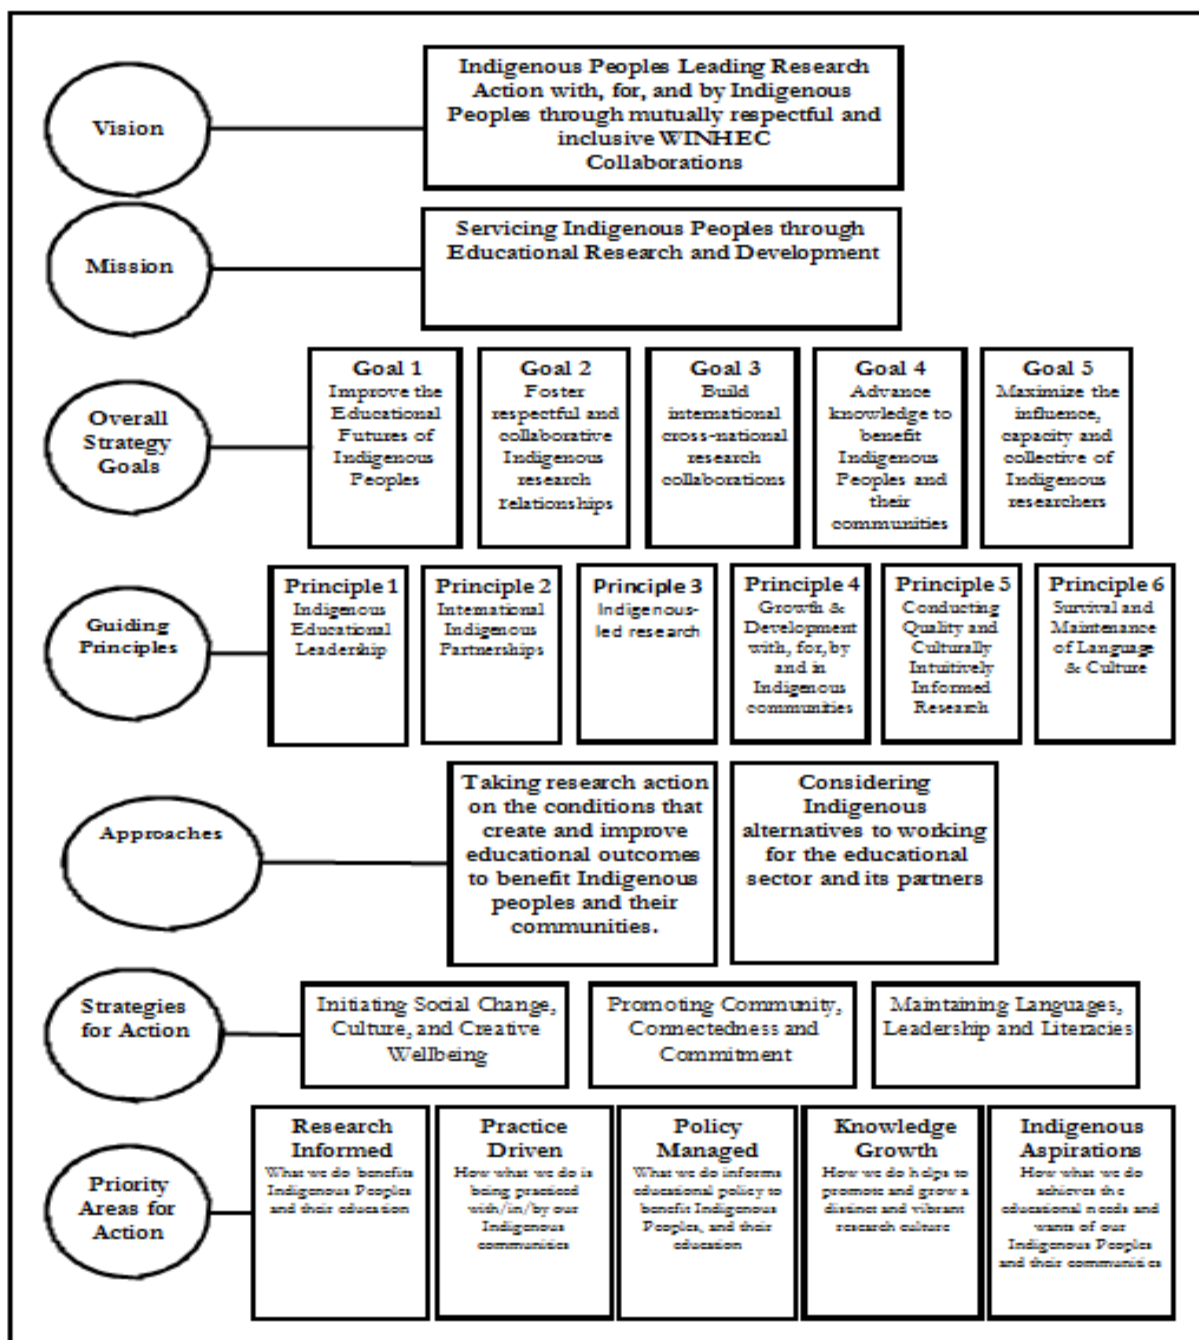 Vision
Indigenous Peoples Leading Research
Action with, for, and by Indigenous
Peoples through mutually respectful and
inclusive WINHEC
Collaborations
Mission
Servicing Indigenous Peoples through
Educational Research and Development
Overall
Strategy
Goals
Goal 1
Improve the
Educational
Futures of
Indigenous
Peoples
Goal 2
Foster
respectful and
collaborative
Indigenous
research
relationships
Goal 3
Build
international
cross-national
research
collaborations
Goal 4
Advance
knowledge to
benefit
Indigenous
Peoples and
their
communities
Goal 5
Maximize the
influence,
capacity and
collective of
Indigenous
researchers
Guiding
Principles
Principle 1
Indigenous
Educational
Leadership
Principle 2
International
Indigenous
Partnerships
Principle 3
Indigenous-
led research
Principle 4
Growth &
Development
with, for, by
and in
Indigenous
communities
Principle 5
Conducting
Quality and
Culturally
Intuitively
Informed
Research
Principle 6
Survival and
Maintenance
of Language
& Culture
Approaches
Taking research action
on the conditions that
create and improve
educational outcomes
to benefit Indigenous
peoples and their
communities.
Considering
Indigenous
alternatives to working
for the educational
sector and its partners
Strategies
for Action
Initiating Social Change,
Culture, and Creative
Wellbeing
Promoting Community,
Connectedness and
Commitment
Maintaining Languages,
Leadership and Literacies
Priority
Areas for
Action
Research
Informed
What we do benefits
Indigenous Peoples
and their education
Practice
Driven
How what we do is
being practiced
with/in/by our
Indigenous
communities
Policy
Managed
What we do informs
educational policy to
benefit Indigenous
Peoples, and their
education
Knowledge
Growth
How we do helps to
promote and grow a
distinct and vibrant
research culture
Indigenous
Aspirations
How what we do
achieves the
educational needs and
wants of our
Indigenous Peoples
and their communities